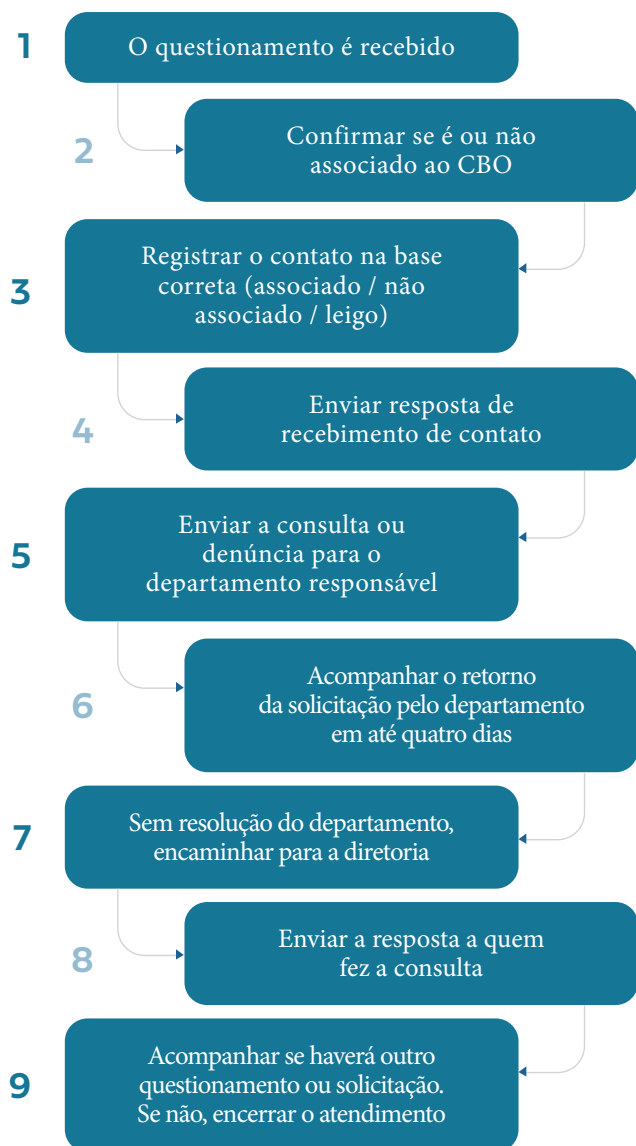 1
O questionamento é recebido
2
Confirmar se é ou não
associado ao CBO
3
Registrar o contato na base
correta (associado / não
associado / leigo)
4
Enviar resposta de
recebimento de contato
5
Enviar a consulta ou
denúncia para o
departamento responsável
6
Acompanhar o retorno
da solicitação pelo departamento
em até quatro dias
7
Sem resolução do departamento,
encaminhar para a diretoria
8
Enviar a resposta a quem
fez a consulta
9
Acompanhar se haverá outro
questionamento ou solicitação.
Se não, encerrar o atendimento